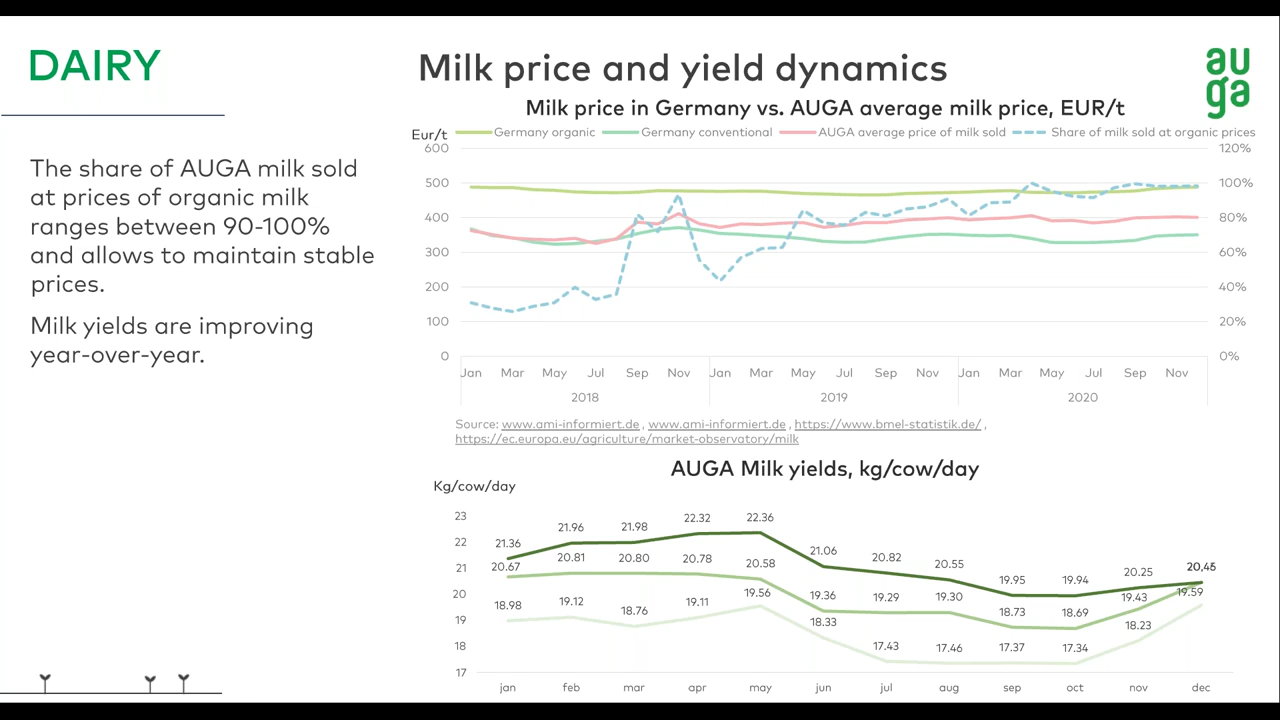 DAIRY
Milk price and yield dynamics
auga
The share of AUGA milk sold
at prices of organic milk
ranges between 90-100%
and allows to maintain stable
prices.
Milk yields are improving
year-over-year.
Milk price in Germany vs. AUGA average milk price, EUR/t
Eur/t
Germany organic
Germany conventional
AUGA average price of milk sold
Share of milk sold at organic prices
600 120%
500 100%
400 80%
300 60%
200 40%
100 20%
0 0%
Jan Mar May Jul Sep Nov Jan Mar May Jul Sep Nov Jan Mar May Jul Sep Nov
2018 2019 2020
Source: www.ami-informiert.de , www.ami-informiert.de , https://www.bmel-statistik.de/ ,
https://ec.europa.eu/agriculture/market-observatory/milk
AUGA Milk yields, kg/cow/day
Kg/cow/day
23
22
21
20
19
18
17
21.36 21.96 21.98 22.32 22.36 21.06 20.82 20.55 19.95 19.94 20.25
20.67 20.81 20.80 20.78 20.58 19.36 19.29 19.30 18.73 18.69 19.43
18.98 19.12 18.76 19.11 19.56 18.33 17.43 17.46 17.37 17.34 18.23 19.59
jan feb mar apr may jun jul aug sep oct nov dec